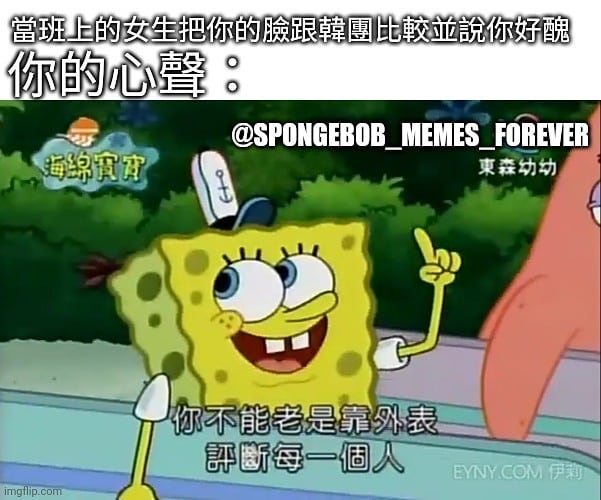 當班上的女生把你的臉跟韓團比較並說你好醜
你的心聲：
@SPONGEBOB_MEMES_FOREVER
海綿寶寶
東森幼幼
你不能老是靠外表
評斷每一個人
EYNY.COM 伊莉
imgflip.com